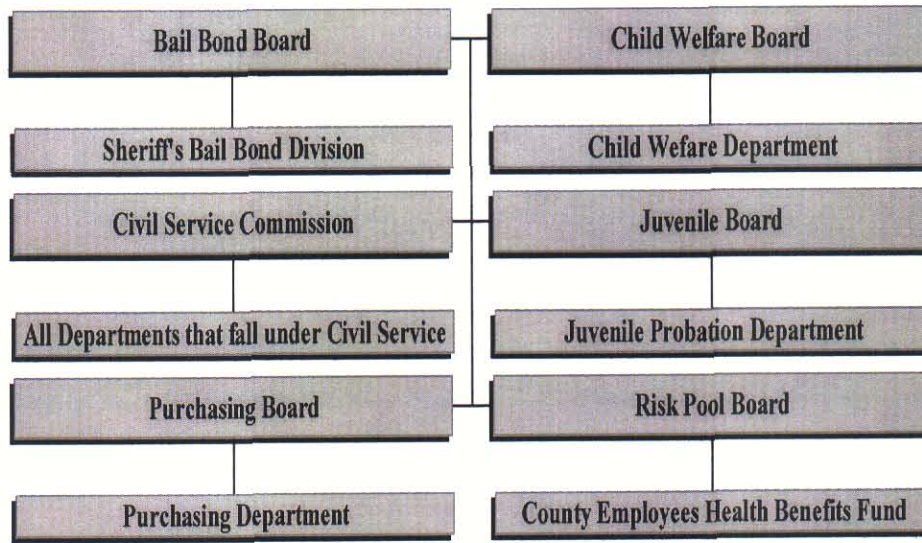 Bail Bond Board
Child Welfare Board
Sheriff's Bail Bond Division
Child Wefare Department
Civil Service Commission
Juvenile Board
All Departments that fall under Civil Service
Juvenile Probation Department
Purchasing Board
Risk Pool Board
Purchasing Department
County Employees Health Benefits Fund